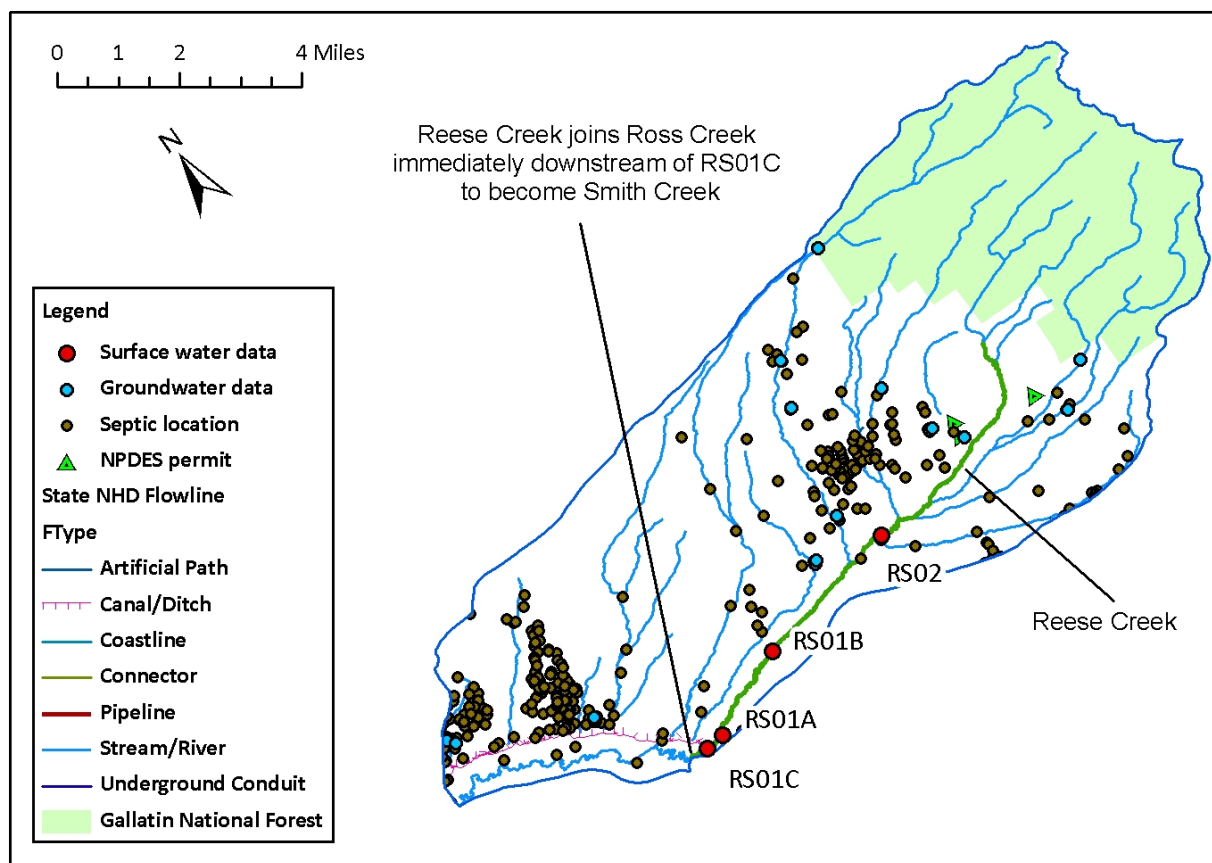 0 1 2 4 Miles
N
Reese Creek joins Ross Creek
immediately downstream of RS01C
to become Smith Creek
Legend
Surface water data
Groundwater data
Septic location
NPDES permit
State NHD Flowline
FType
Artificial Path
Canal/Ditch
Coastline
Connector
Pipeline
Stream/River
Underground Conduit
Gallatin National Forest
RS02
Reese Creek
RS01B
RS01A
RS01C